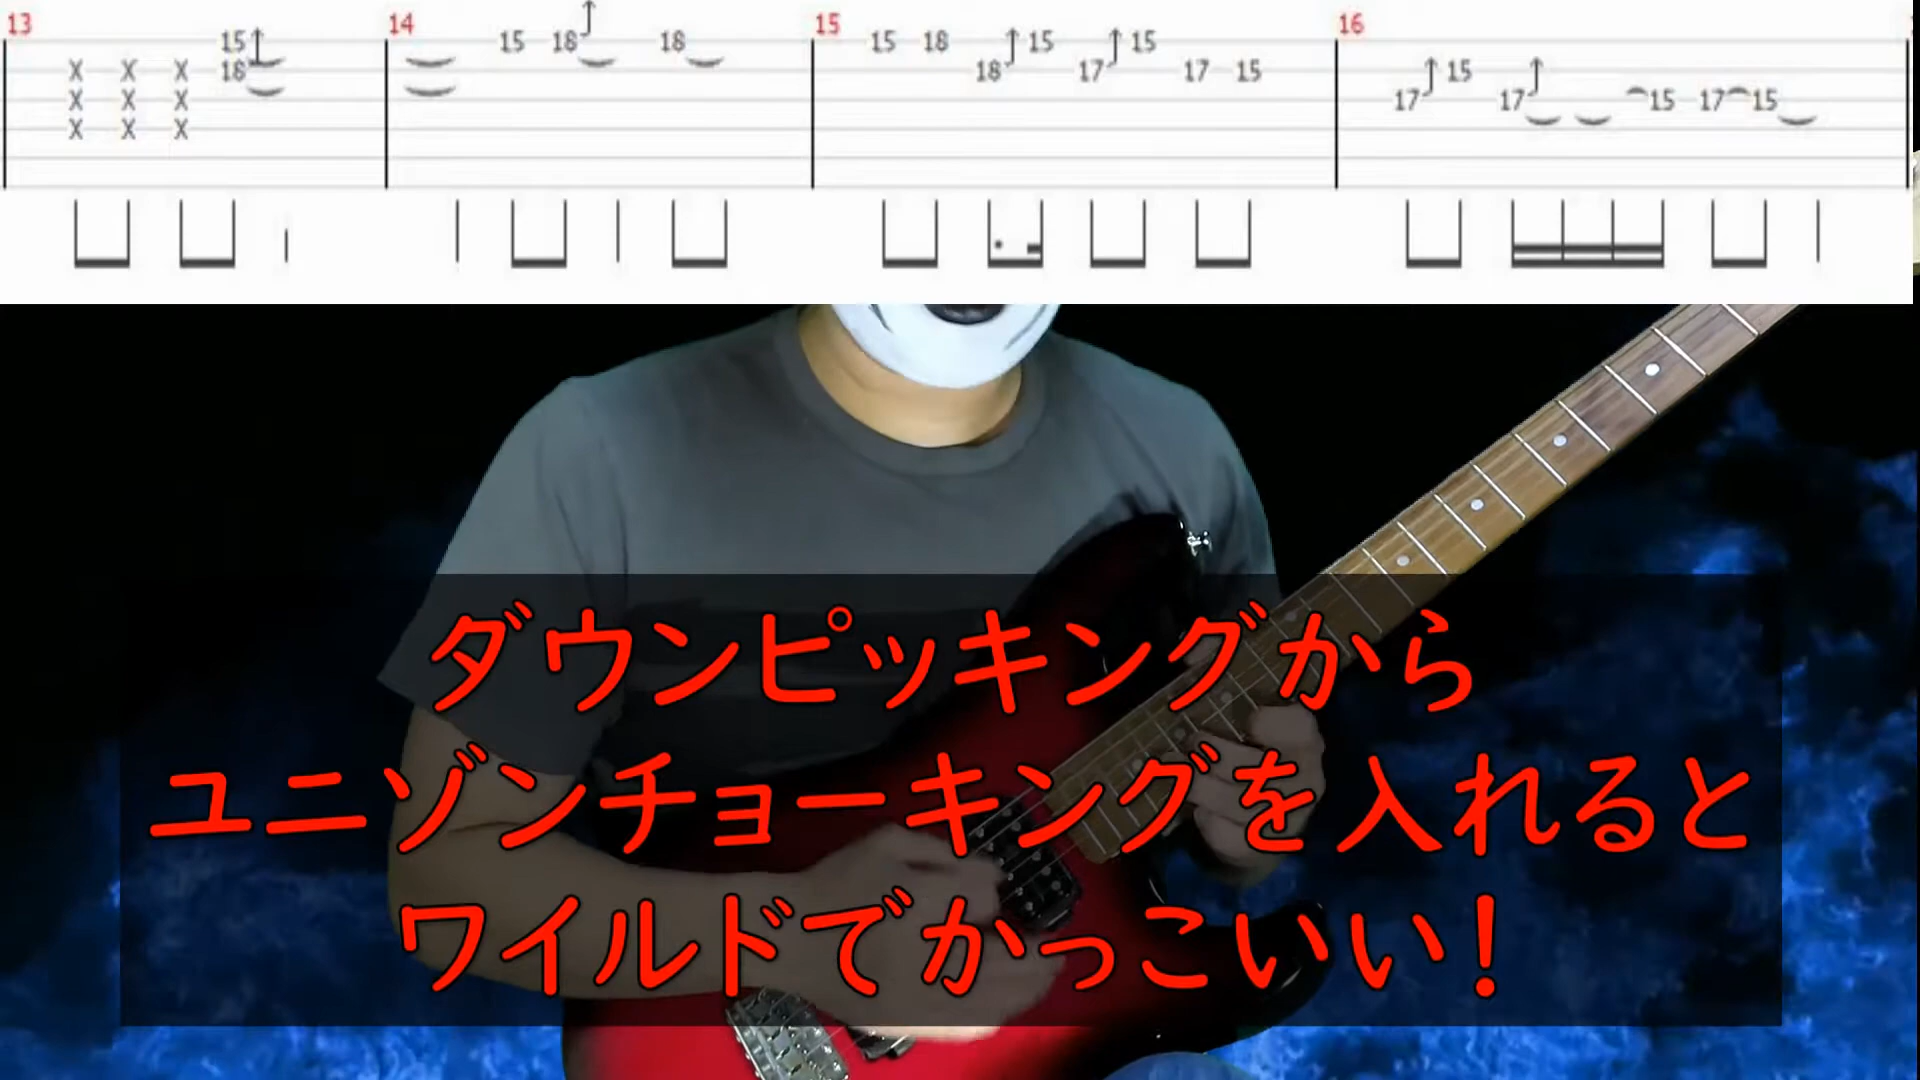 13 14 15 16
15 15 18 18 15 18 15 15
X X X 18 18 17 17 15 15
X X X 17 17 15 17 15
X X X
ダウンピッキングから
ユニゾンチョーキングを入れると
ワイルドでかっこいい!